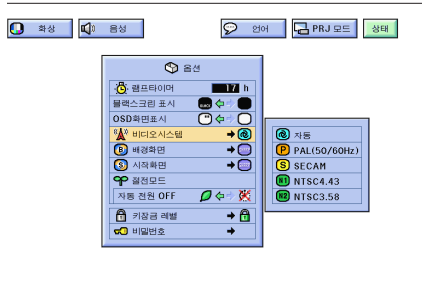 화상
음성
언어
PRJ 모드
상태
옵션
램프타이머 17 h
블랙스크린 표시
OSD화면표시
비디오시스템
배경화면
시작화면
절전모드
자동 전원 OFF
키잠금 레벨
비밀번호
자동
PAL(50/60Hz)
SECAM
NTSC4.43
NTSC3.58